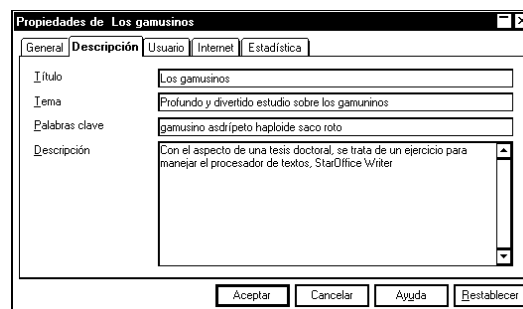 Propiedades de Los gamusinos
General Descripción Usuario Internet Estadística
Título Los gamusinos
Tema Profundo y divertido estudio sobre los gamuninos
Palabras clave gamusino asdrípeto haploide saco roto
Descripción Con el aspecto de una tesis doctoral, se trata de un ejercicio para
manejar el procesador de textos, StarOffice Writer
Aceptar Cancelar Ayuda Restablecer